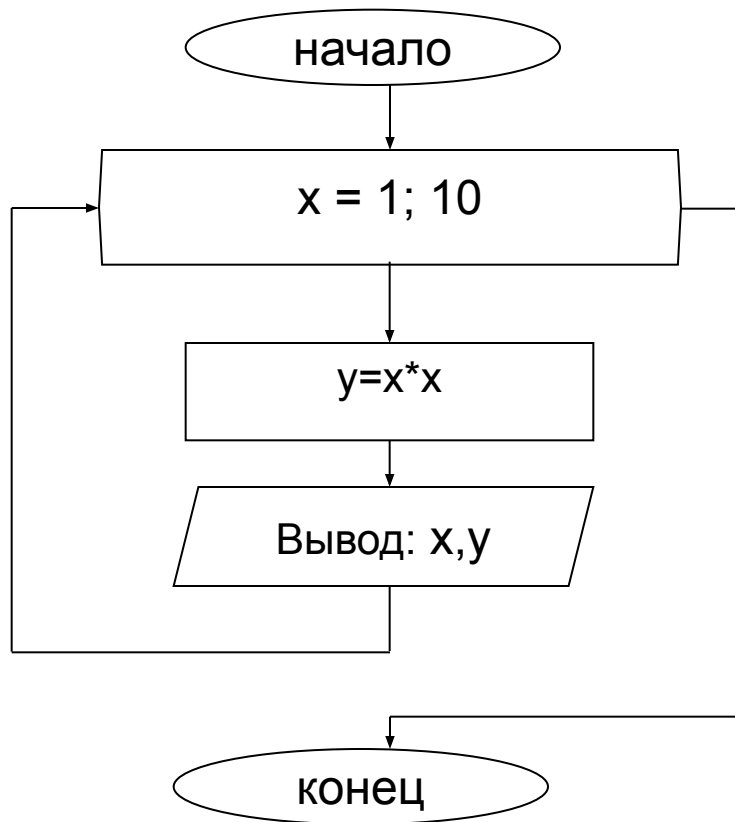 начало
x = 1; 10
y=x*x
Вывод: x,y
конец